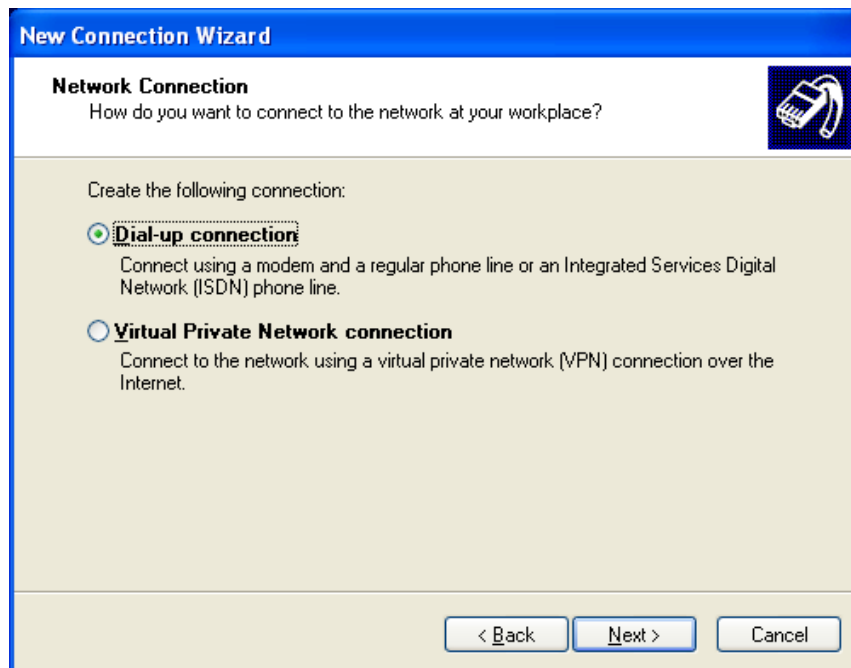 New Connection Wizard
Network Connection
How do you want to connect to the network at your workplace?
Create the following connection:
Dial-up connection
Connect using a modem and a regular phone line or an Integrated Services Digital
Network (ISDN) phone line.
Virtual Private Network connection
Connect to the network using a virtual private network (VPN) connection over the
Internet.
< Back Next > Cancel